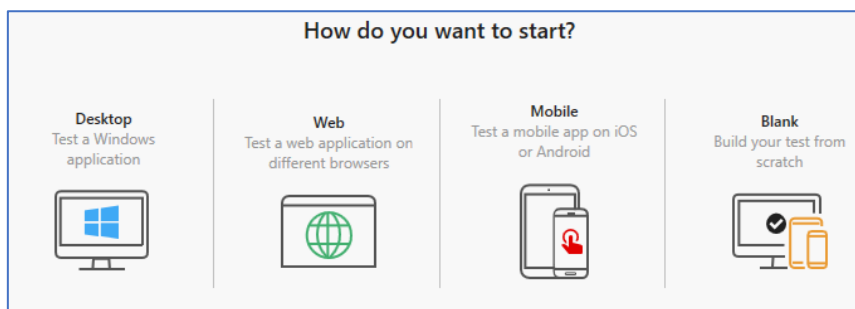 How do you want to start?
Desktop
Test a Windows
application
Web
Test a web application on
different browsers
Mobile
Test a mobile app on iOS
or Android
Blank
Build your test from
scratch